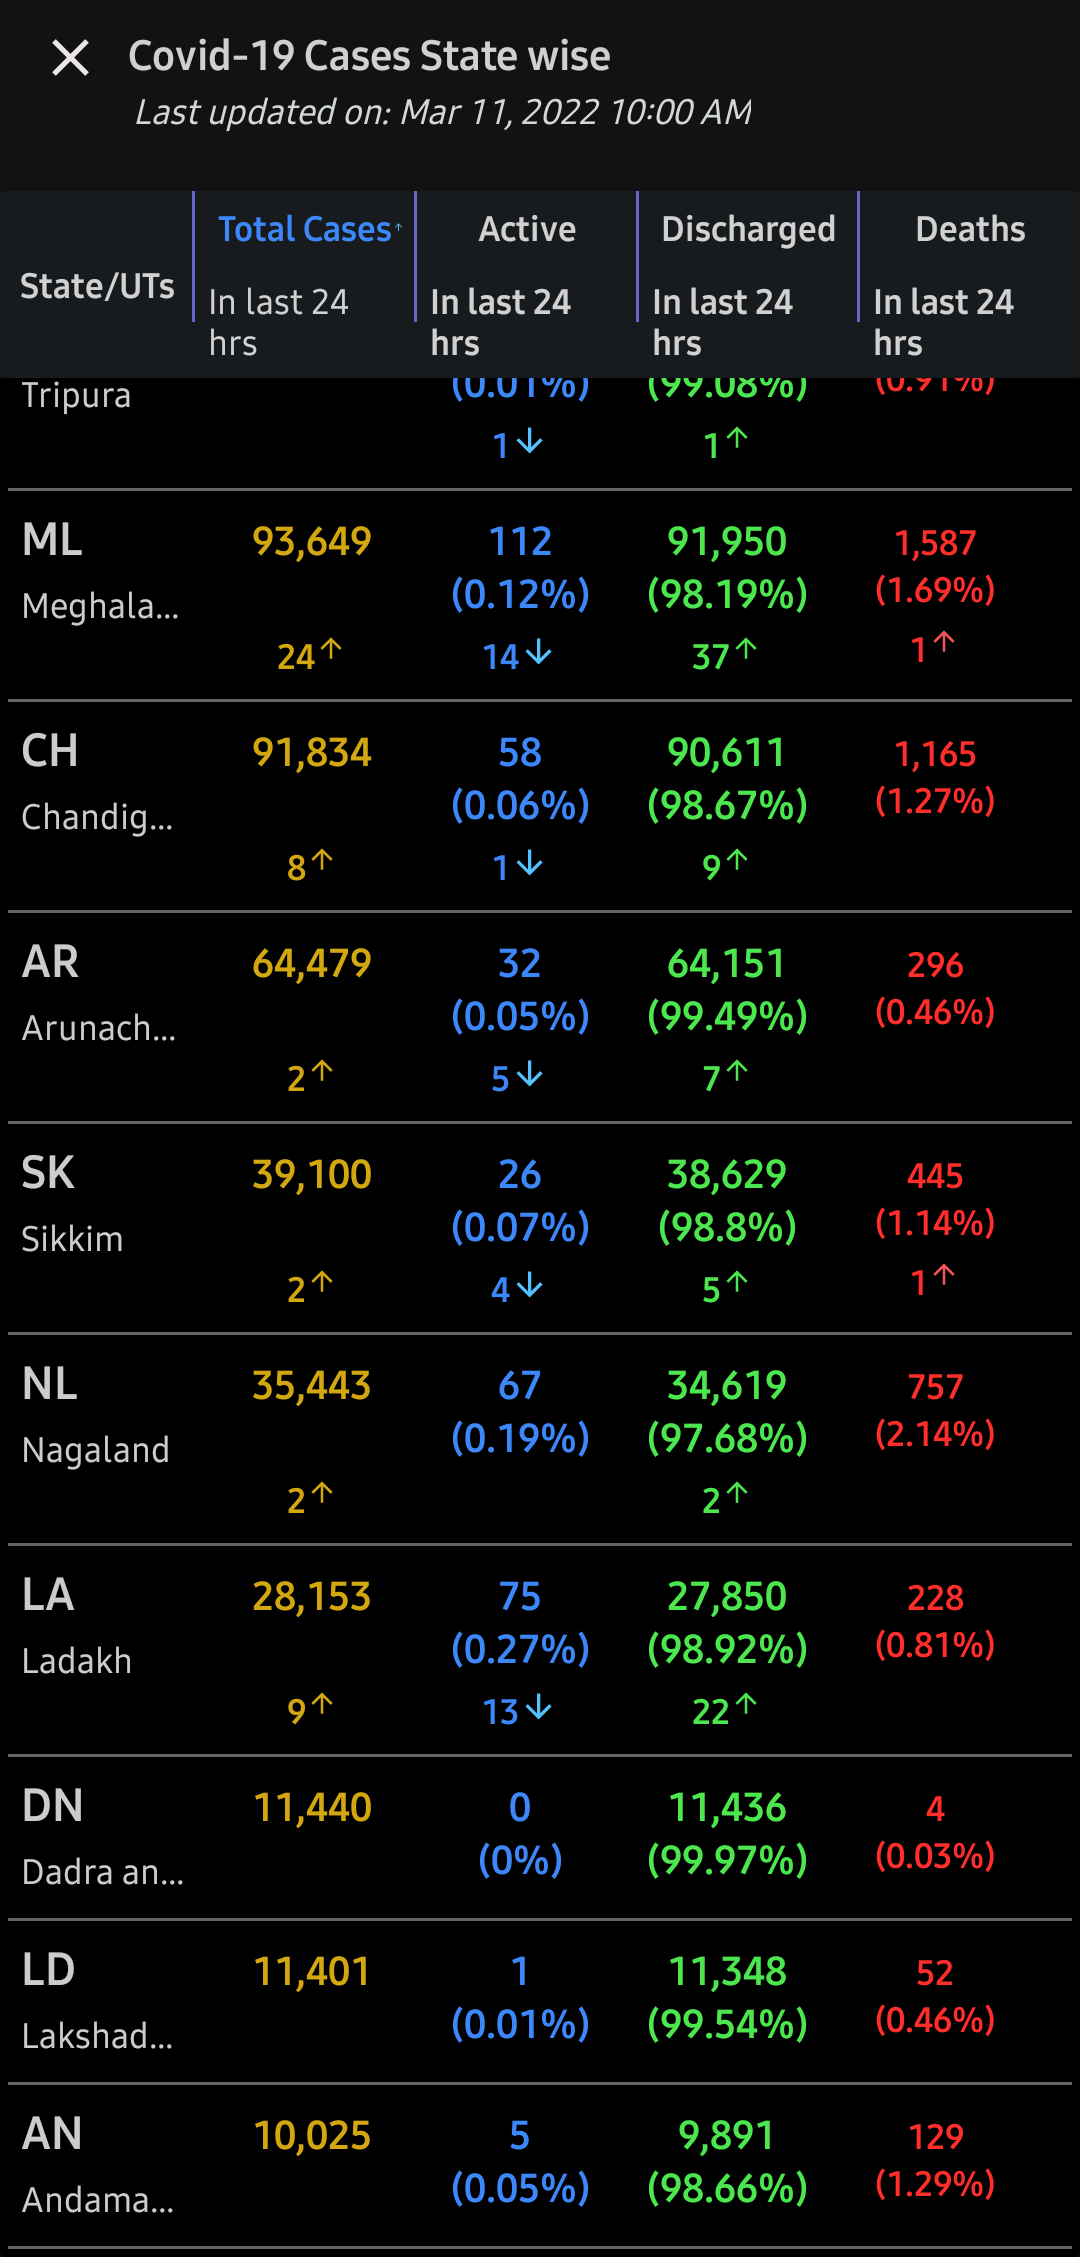 Covid-19 Cases State wise
Last updated on: Mar 11, 2022 10:00 AM
State/UTs
Total Cases↑ Active Discharged Deaths
In last 24 hrs In last 24 hrs In last 24 hrs In last 24 hrs
Tripura (0.01%) (99.08%) (0.91%)
1↓ 1↑
ML 93,649 112 91,950 1,587
Meghala... (0.12%) (98.19%) (1.69%)
24↑ 14↓ 37↑ 1↑
CH 91,834 58 90,611 1,165
Chandig... (0.06%) (98.67%) (1.27%)
8↑ 1↓ 9↑
AR 64,479 32 64,151 296
Arunach... (0.05%) (99.49%) (0.46%)
2↑ 5↓ 7↑
SK 39,100 26 38,629 445
Sikkim (0.07%) (98.8%) (1.14%)
2↑ 4↓ 5↑ 1↑
NL 35,443 67 34,619 757
Nagaland (0.19%) (97.68%) (2.14%)
2↑ 2↑
LA 28,153 75 27,850 228
Ladakh (0.27%) (98.92%) (0.81%)
9↑ 13↓ 22↑
DN 11,440 0 11,436 4
Dadra an... (0%) (99.97%) (0.03%)
LD 11,401 1 11,348 52
Lakshad... (0.01%) (99.54%) (0.46%)
AN 10,025 5 9,891 129
Andama... (0.05%) (98.66%) (1.29%)